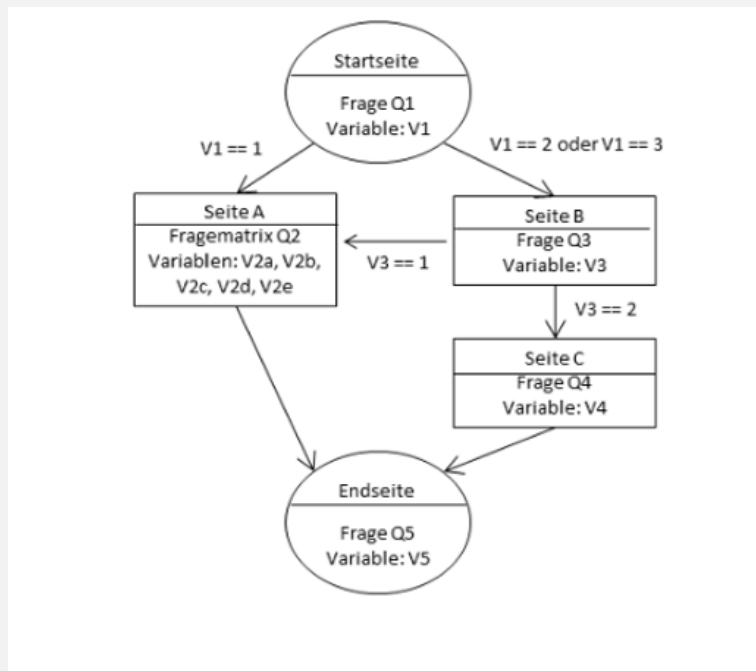 Startseite
Frage Q1
Variable: V1
V1 == 1
V1 == 2 oder V1 == 3
Seite A
Fragematrix Q2
Variablen: V2a, V2b,
V2c, V2d, V2e
Seite B
Frage Q3
Variable: V3
V3 == 1
V3 == 2
Seite C
Frage Q4
Variable: V4
Endseite
Frage Q5
Variable: V5